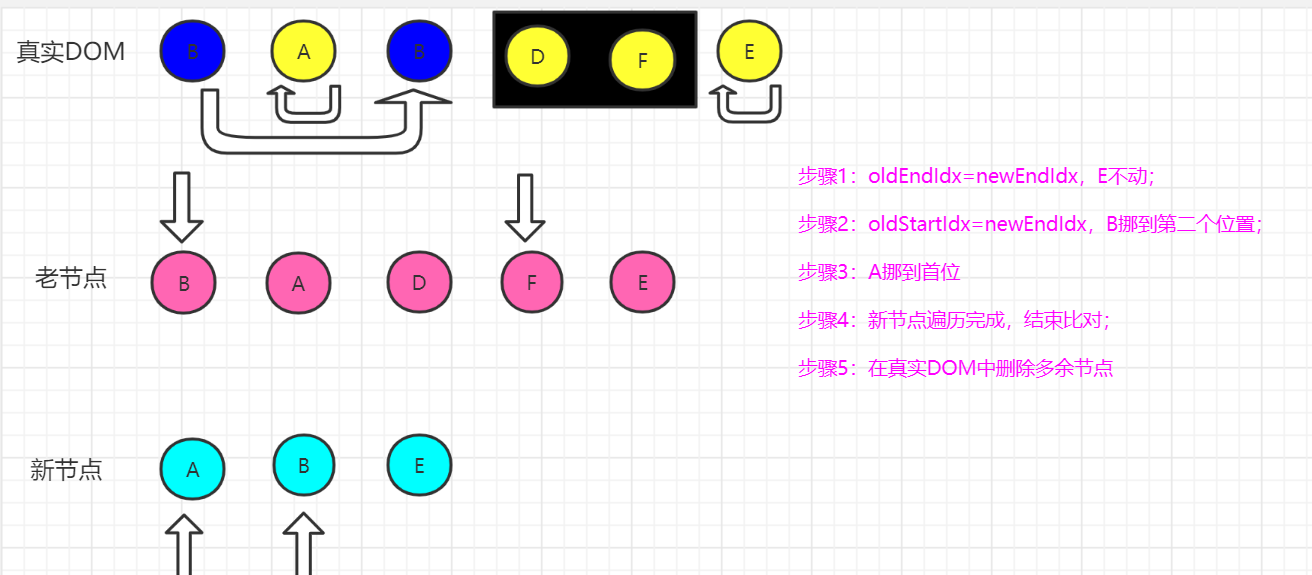 真实DOM B A B D F E
步骤1：oldEndIdx=newEndIdx，E不动；
步骤2：oldStartIdx=newEndIdx，B挪到第二个位置；
老节点 B A D F E
步骤3：A挪到首位
步骤4：新节点遍历完成，结束比对；
步骤5：在真实DOM中删除多余节点
新节点 A B E